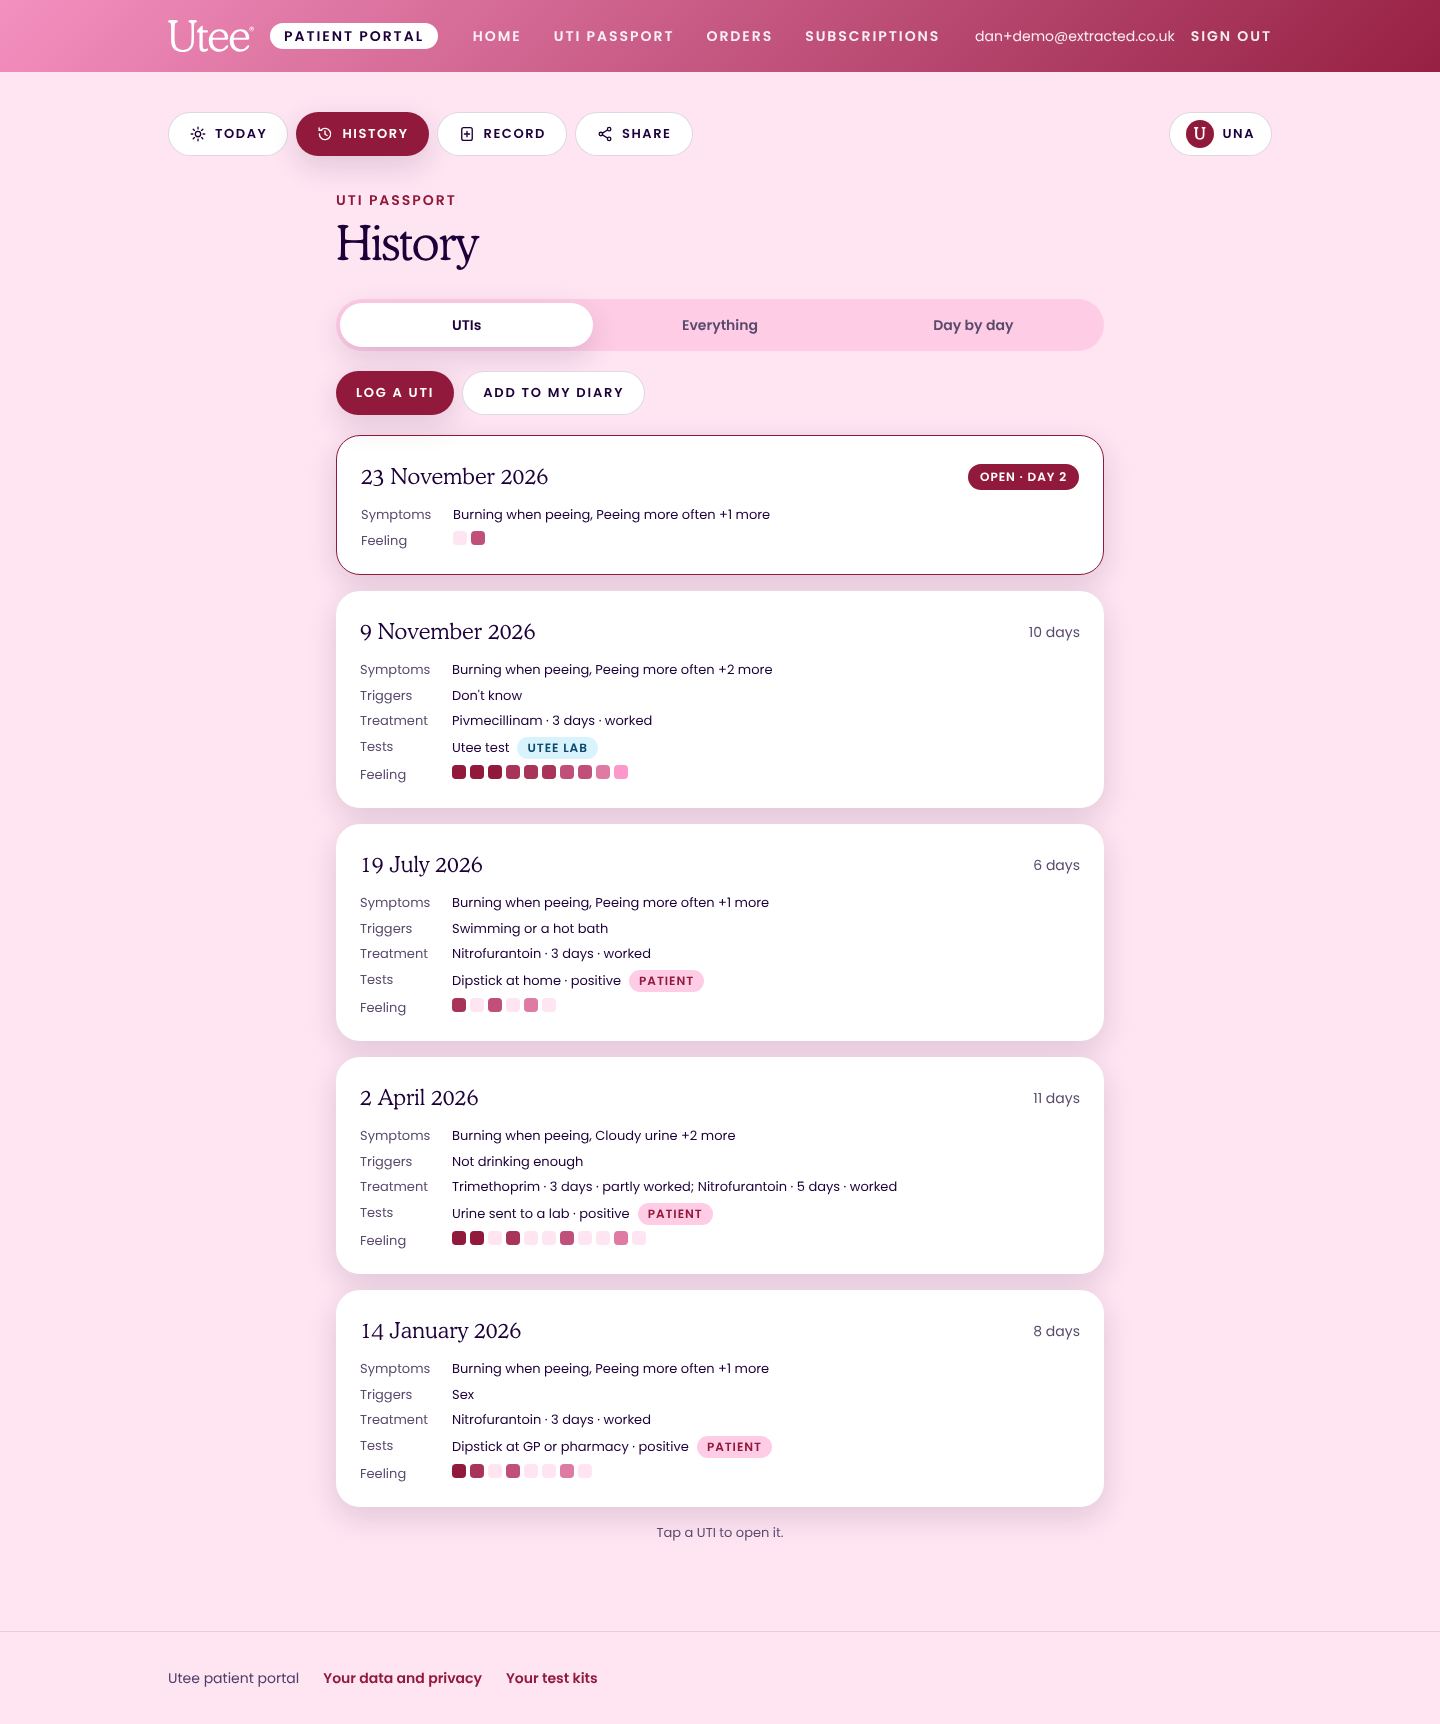 Utee® PATIENT PORTAL HOME UTI PASSPORT ORDERS SUBSCRIPTIONS dan+demo@extracted.co.uk SIGN OUT
TODAY HISTORY RECORD SHARE U UNA
UTI PASSPORT
History
UTIs Everything Day by day
LOG A UTI ADD TO MY DIARY
23 November 2026 OPEN · DAY 2
Symptoms Burning when peeing, Peeing more often +1 more
Feeling
9 November 2026 10 days
Symptoms Burning when peeing, Peeing more often +2 more
Triggers Don't know
Treatment Pivmecillinam · 3 days · worked
Tests Utee test UTEE LAB
Feeling
19 July 2026 6 days
Symptoms Burning when peeing, Peeing more often +1 more
Triggers Swimming or a hot bath
Treatment Nitrofurantoin · 3 days · worked
Tests Dipstick at home · positive PATIENT
Feeling
2 April 2026 11 days
Symptoms Burning when peeing, Cloudy urine +2 more
Triggers Not drinking enough
Treatment Trimethoprim · 3 days · partly worked; Nitrofurantoin · 5 days · worked
Tests Urine sent to a lab · positive PATIENT
Feeling
14 January 2026 8 days
Symptoms Burning when peeing, Peeing more often +1 more
Triggers Sex
Treatment Nitrofurantoin · 3 days · worked
Tests Dipstick at GP or pharmacy · positive PATIENT
Feeling
Tap a UTI to open it.
Utee patient portal Your data and privacy Your test kits